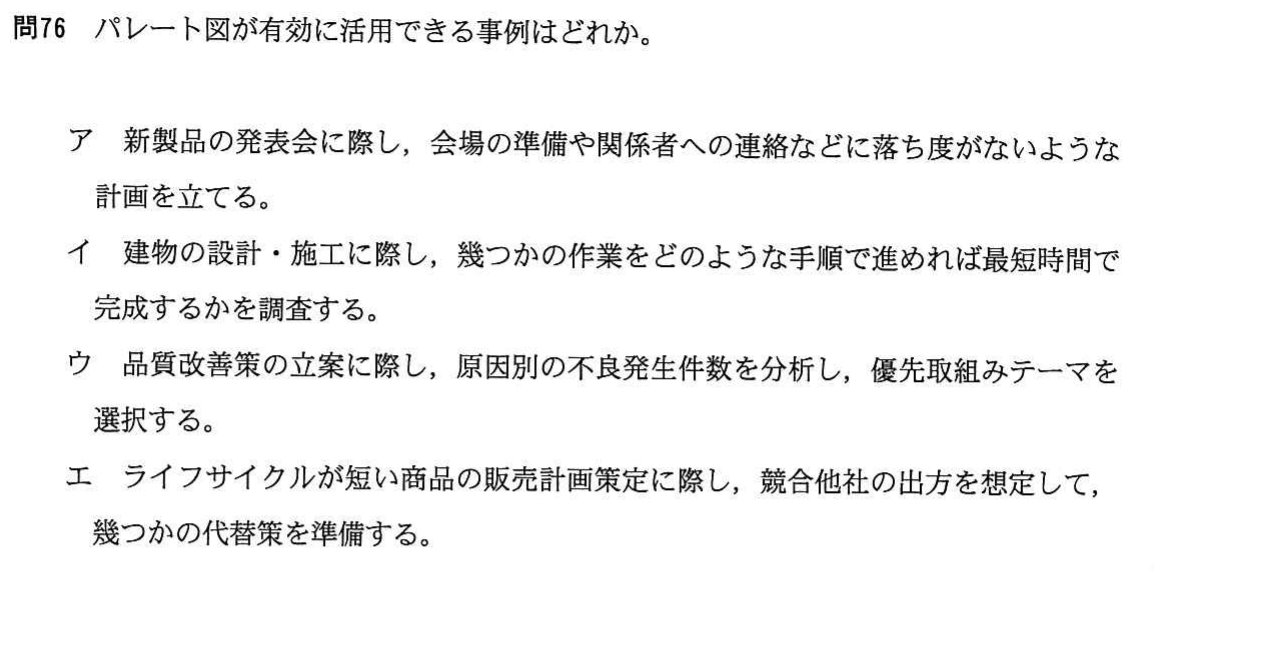 問76 パレート図が有効に活用できる事例はどれか。
ア 新製品の発表会に際し，会場の準備や関係者への連絡などに落ち度がないような
計画を立てる。
イ 建物の設計・施工に際し，幾つかの作業をどのような手順で進めれば最短時間で
完成するかを調査する。
ウ 品質改善策の立案に際し，原因別の不良発生件数を分析し，優先取組みテーマを
選択する。
エ ライフサイクルが短い商品の販売計画策定に際し，競合他社の出方を想定して，
幾つかの代替策を準備する。